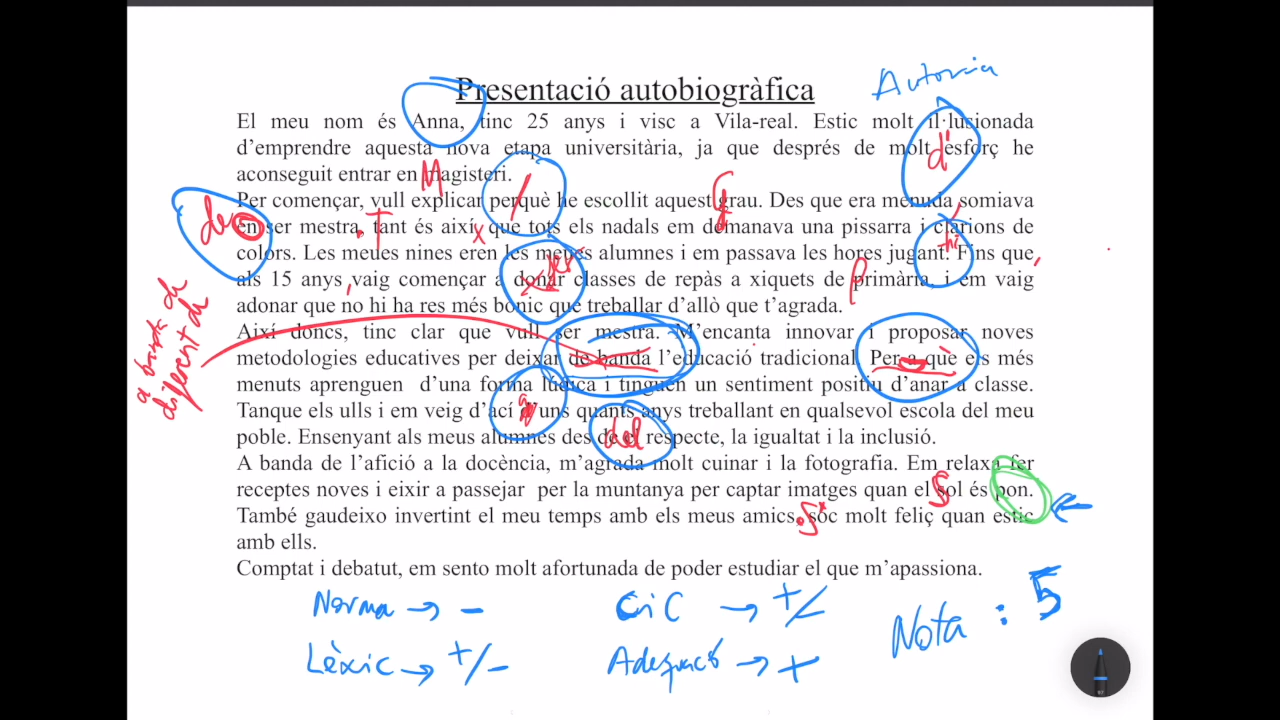 Autoria
Presentació autobiogràfica
El meu nom és Anna, tinc 25 anys i visc a Vila-real. Estic molt il·lusionada
d'
d’emprendre aquesta nova etapa universitària, ja que després de molt esforç he
M
aconseguit entrar en magisteri.
Per començar, vull explicar perquè he escollit aquest grau. Des que era menuda somiava
de
T
en ser mestra, tant és així, que tots els nadals em demanava una pissarra i clarions de
x
colors. Les meues nines eren les meues alumnes i em passava les hores jugant. Fins que
als 15 anys vaig començar a donar classes de repàs a xiquets de primària, i em vaig
p
adonar que no hi ha res més bonic que treballar d’allò que t’agrada.
a banda de
diferent de
Així doncs, tinc clar que vull ser mestra. M’encanta innovar i proposar noves
metodologies educatives per deixar de banda l’educació tradicional. Per a que els més
menuts aprenguen d’una forma lúdica i tinguen un sentiment positiu d’anar a classe.
Tanque els ulls i em veig d’ací d’uns quants anys treballant en qualsevol escola del meu
a
del
poble. Ensenyant als meus alumnes des de el respecte, la igualtat i la inclusió.
A banda de l’afició a la docència, m’agrada molt cuinar i la fotografia. Em relaxa fer
receptes noves i eixir a passejar per la muntanya per captar imatges quan el sol és pon.
S
També gaudeixo invertint el meu temps amb els meus amics, sóc molt feliç quan estic
S
amb ells.
Comptat i debatut, em sento molt afortunada de poder estudiar el que m’apassiona.
Norma → -
CiC → +/-
Nota : 5
Lèxic → +/-
Adequació → +